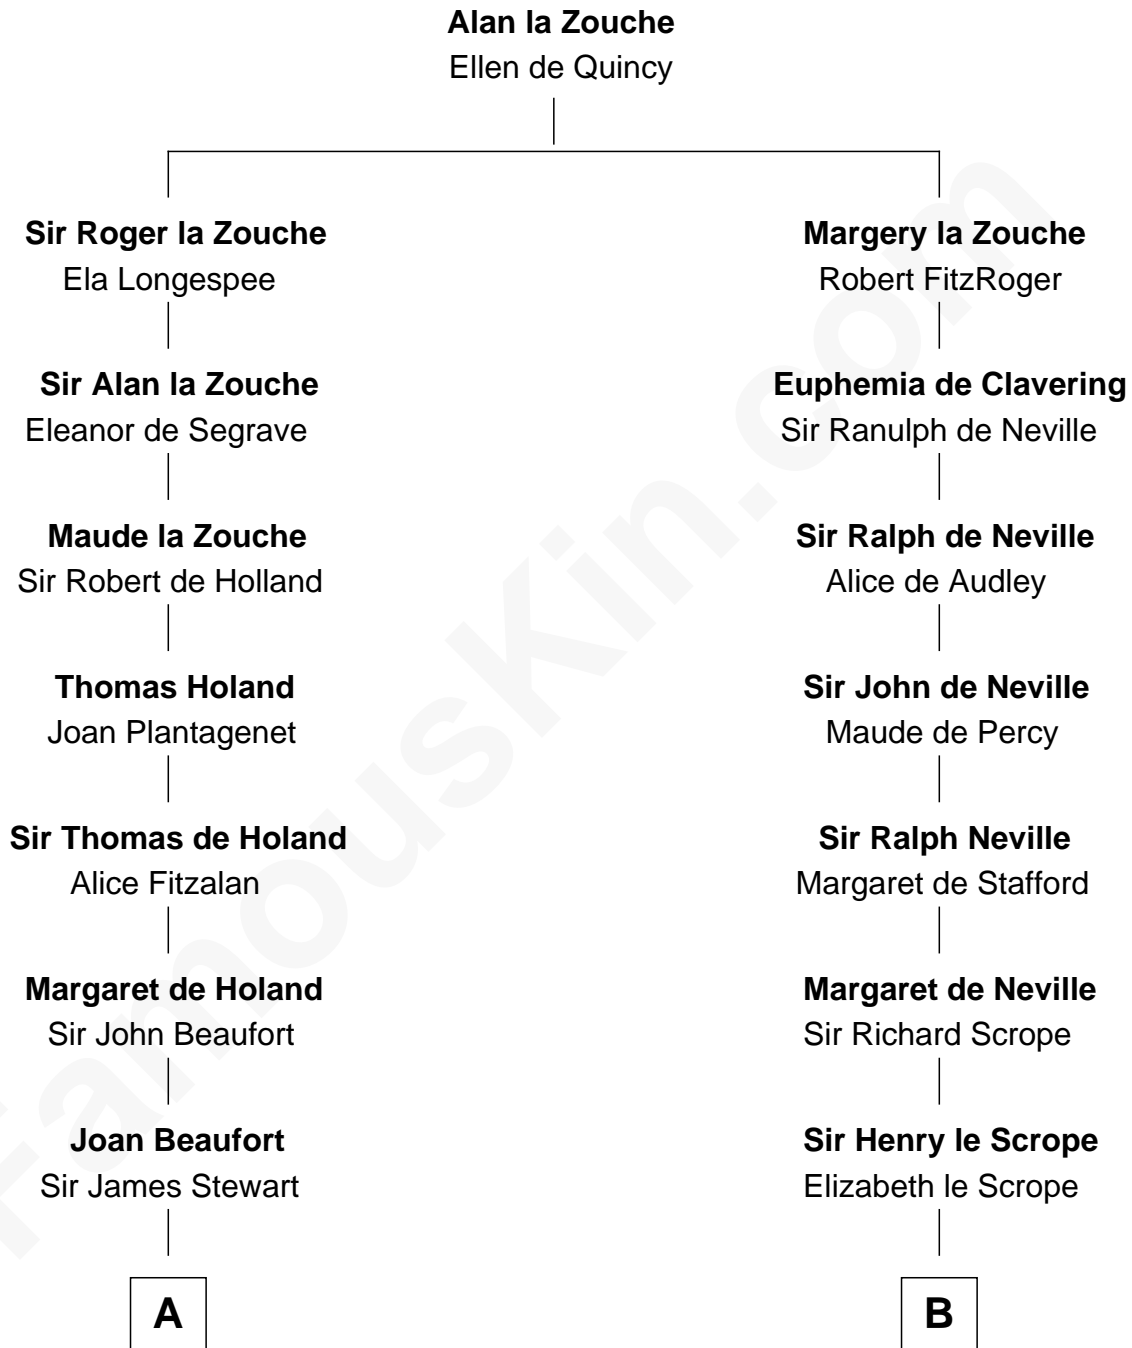 Alan la Zouche
Ellen de Quincy
Sir Roger la Zouche
Ela Longespee
Margery la Zouche
Robert FitzRoger
Sir Alan la Zouche
Eleanor de Segrave
Euphemia de Clavering
Sir Ranulph de Neville
Maude la Zouche
Sir Robert de Holland
Sir Ralph de Neville
Alice de Audley
Thomas Holand
Joan Plantagenet
Sir John de Neville
Maude de Percy
Sir Thomas de Holand
Alice Fitzalan
Sir Ralph Neville
Margaret de Stafford
Margaret de Holand
Sir John Beaufort
Margaret de Neville
Sir Richard Scrope
Joan Beaufort
Sir James Stewart
Sir Henry le Scrope
Elizabeth le Scrope
A
B
FamousKin.com